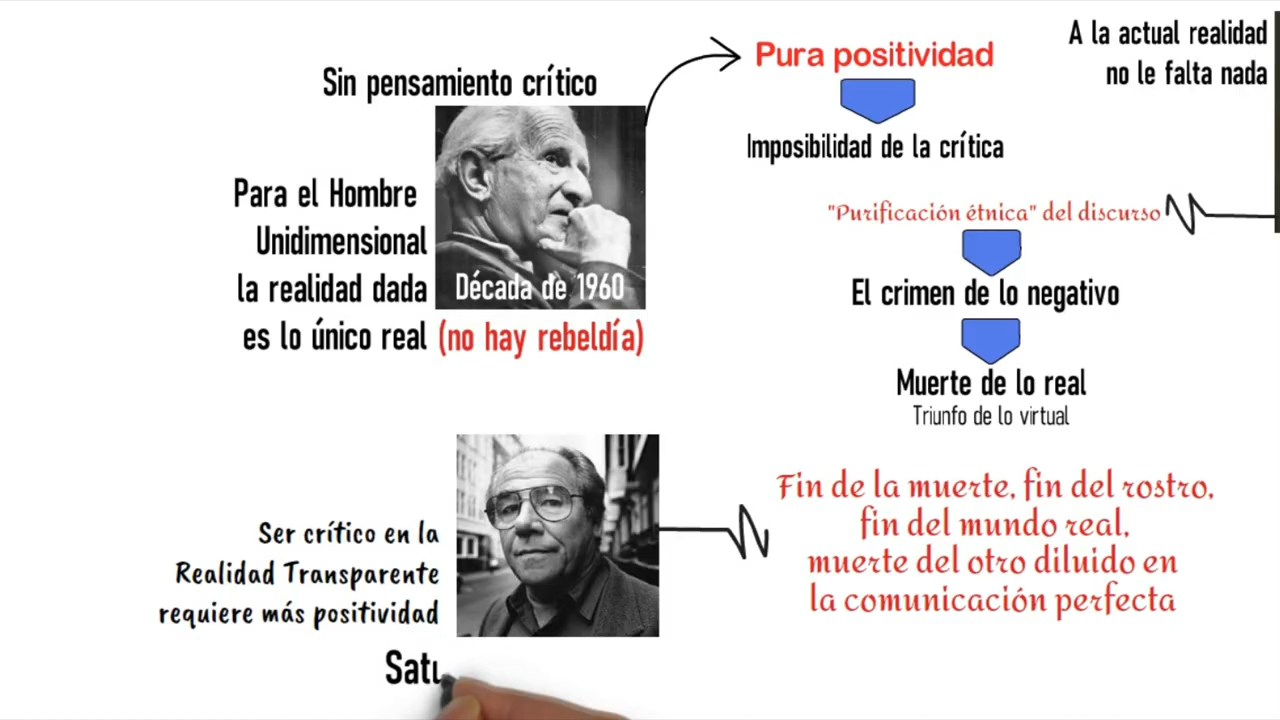 Sin pensamiento crítico
Para el Hombre
Unidimensional
la realidad dada
es lo único real (no hay rebeldía)
Década de 1960
Pura positividad
Imposibilidad de la crítica
A la actual realidad
no le falta nada
"Purificación étnica" del discurso
El crimen de lo negativo
Muerte de lo real
Triunfo de lo virtual
Ser crítico en la
Realidad Transparente
requiere más positividad
Fin de la muerte, fin del rostro,
fin del mundo real,
muerte del otro diluido en
la comunicación perfecta